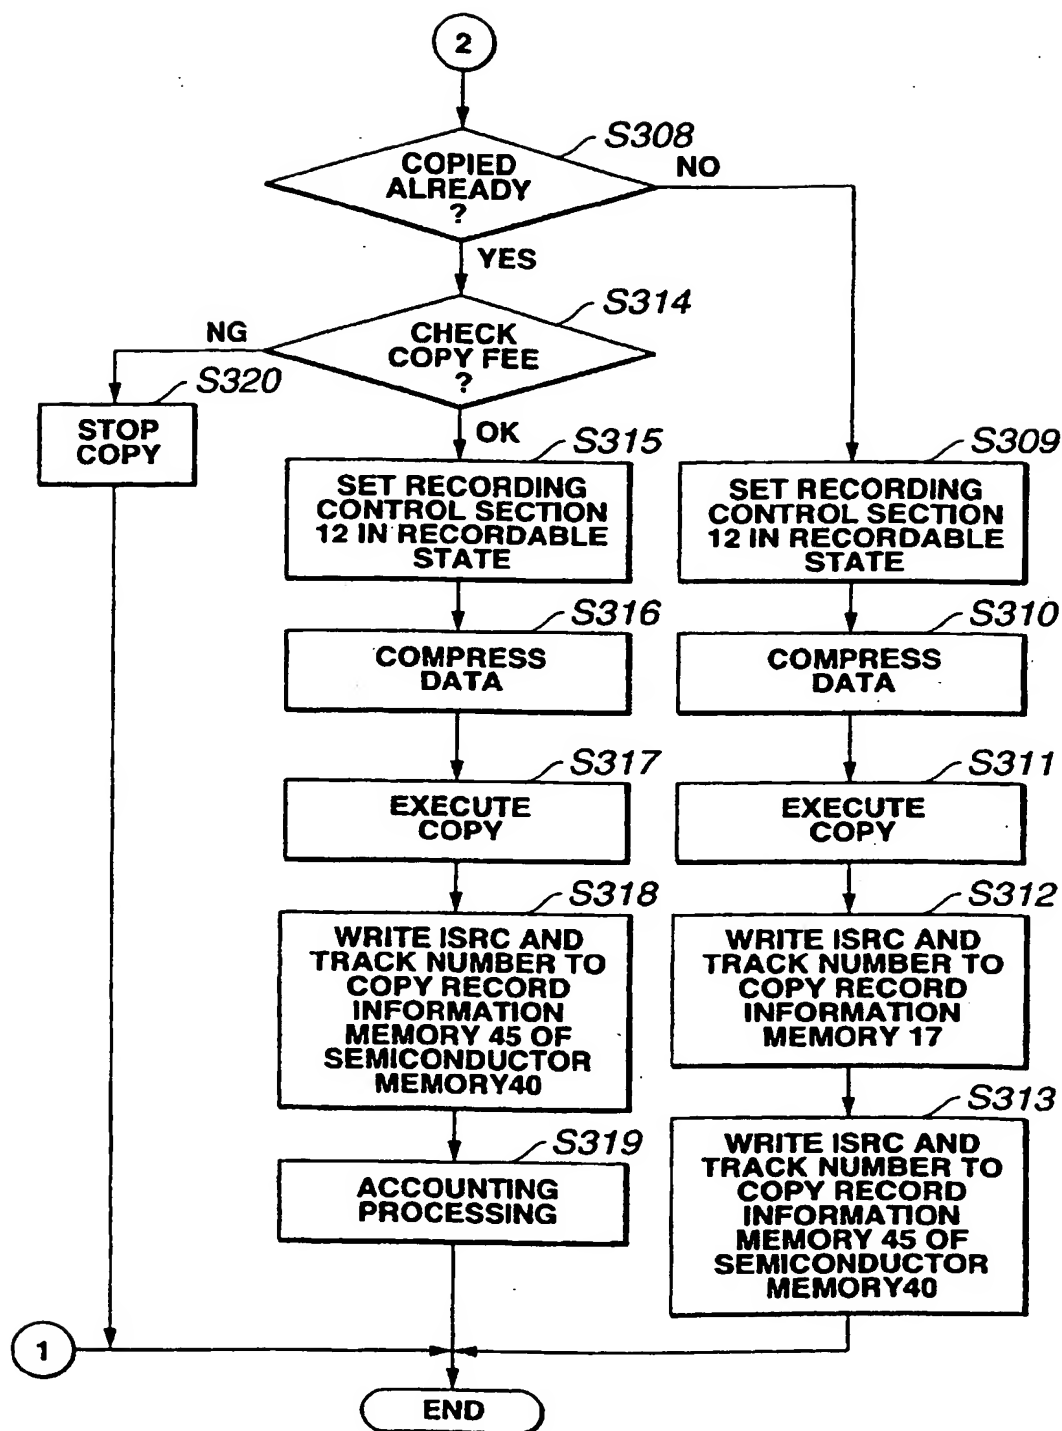 2
S308
COPIED
ALREADY
?
NO
YES
S314
CHECK
COPY FEE
?
NG
OK
S320
STOP
COPY
S315
SET RECORDING
CONTROL SECTION
12 IN RECORDABLE
STATE
S309
SET RECORDING
CONTROL SECTION
12 IN RECORDABLE
STATE
S316
COMPRESS
DATA
S310
COMPRESS
DATA
S317
EXECUTE
COPY
S311
EXECUTE
COPY
S318
WRITE ISRC AND
TRACK NUMBER TO
COPY RECORD
INFORMATION
MEMORY 45 OF
SEMICONDUCTOR
MEMORY40
S312
WRITE ISRC AND
TRACK NUMBER TO
COPY RECORD
INFORMATION
MEMORY 17
S319
ACCOUNTING
PROCESSING
S313
WRITE ISRC AND
TRACK NUMBER TO
COPY RECORD
INFORMATION
MEMORY 45 OF
SEMICONDUCTOR
MEMORY40
1
END